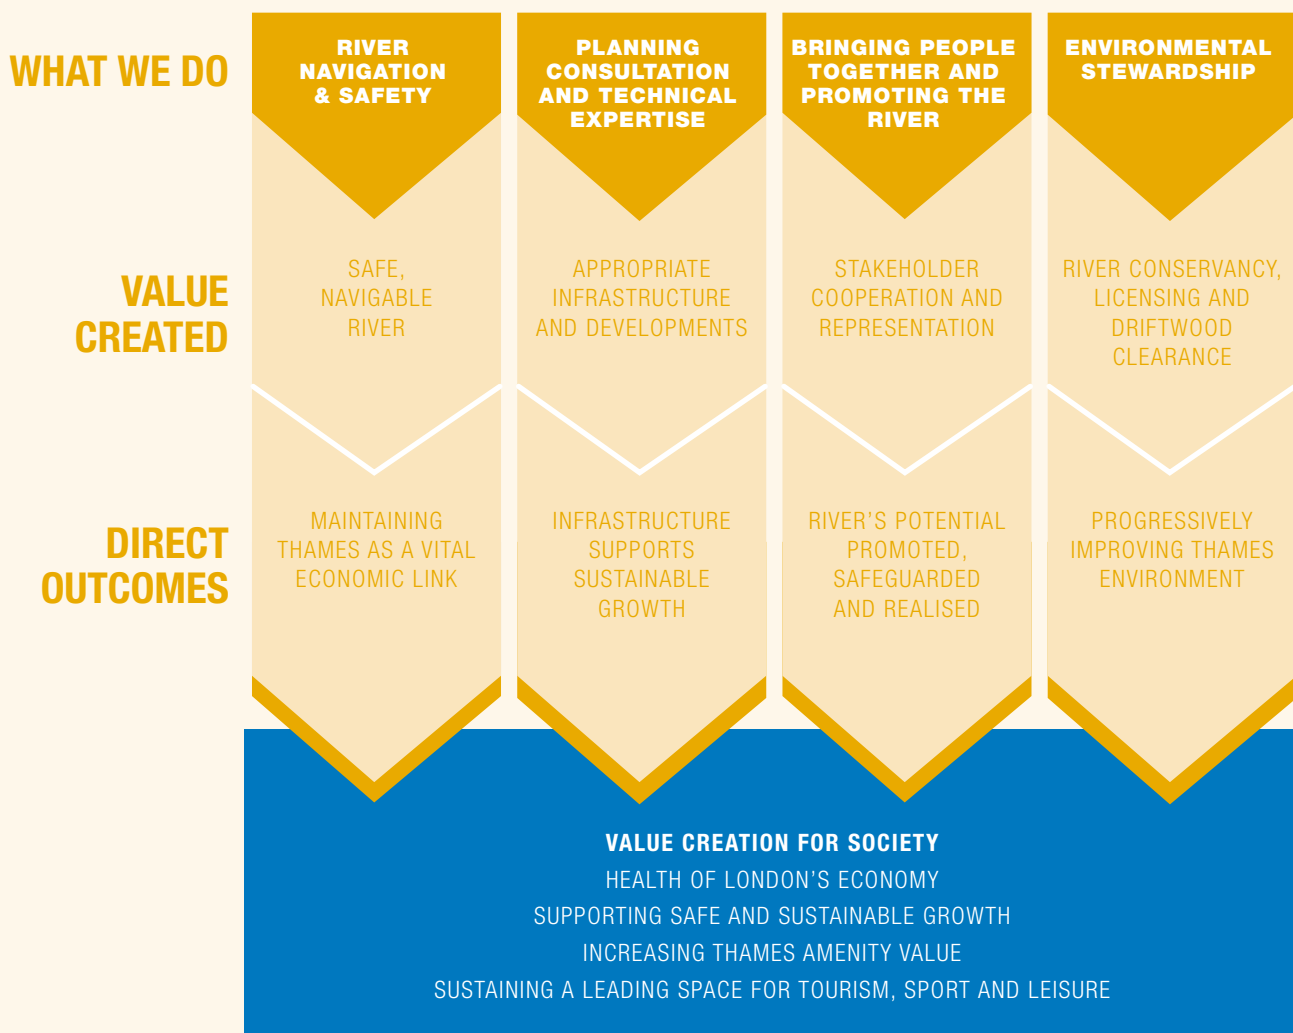 WHAT WE DO
RIVER
NAVIGATION
& SAFETY
PLANNING
CONSULTATION
AND TECHNICAL
EXPERTISE
BRINGING PEOPLE
TOGETHER AND
PROMOTING THE
RIVER
ENVIRONMENTAL
STEWARDSHIP
VALUE
CREATED
SAFE,
NAVIGABLE
RIVER
APPROPRIATE
INFRASTRUCTURE
AND DEVELOPMENTS
STAKEHOLDER
COOPERATION AND
REPRESENTATION
RIVER CONSERVANCY,
LICENSING AND
DRIFTWOOD
CLEARANCE
DIRECT
OUTCOMES
MAINTAINING
THAMES AS A VITAL
ECONOMIC LINK
INFRASTRUCTURE
SUPPORTS
SUSTAINABLE
GROWTH
RIVER’S POTENTIAL
PROMOTED,
SAFEGUARDED
AND REALISED
PROGRESSIVELY
IMPROVING THAMES
ENVIRONMENT
VALUE CREATION FOR SOCIETY
HEALTH OF LONDON’S ECONOMY
SUPPORTING SAFE AND SUSTAINABLE GROWTH
INCREASING THAMES AMENITY VALUE
SUSTAINING A LEADING SPACE FOR TOURISM, SPORT AND LEISURE